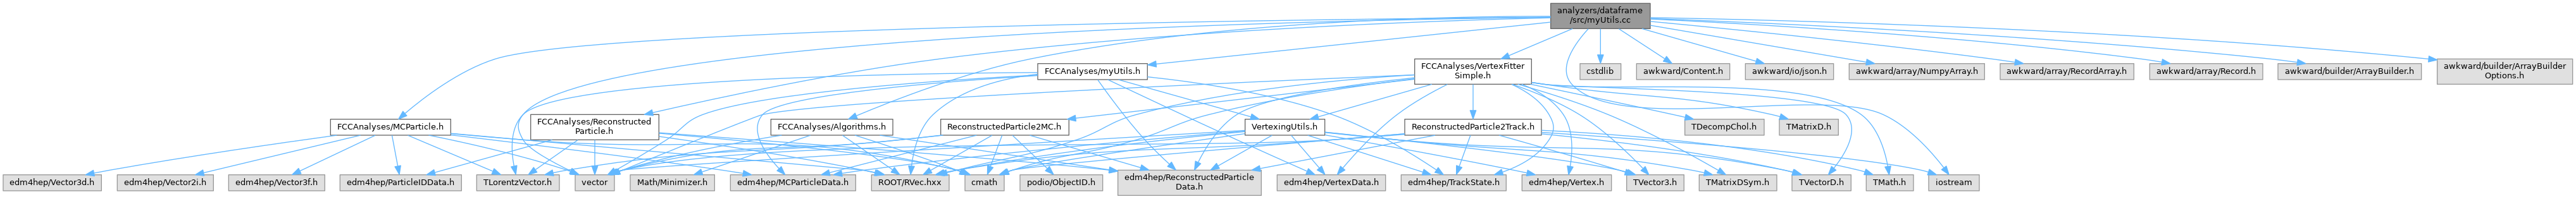 analyzers/dataframe
/src/myUtils.cc
FCCAnalyses/myUtils.h
FCCAnalyses/VertexFitter
Simple.h
cstdlib
awkward/Content.h
awkward/io/json.h
awkward/array/NumpyArray.h
awkward/array/RecordArray.h
awkward/array/Record.h
awkward/builder/ArrayBuilder.h
awkward/builder/ArrayBuilder
Options.h
FCCAnalyses/MCParticle.h
FCCAnalyses/Reconstructed
Particle.h
FCCAnalyses/Algorithms.h
ReconstructedParticle2MC.h
VertexingUtils.h
ReconstructedParticle2Track.h
TDecompChol.h
TMatrixD.h
edm4hep/Vector3d.h
edm4hep/Vector2i.h
edm4hep/Vector3f.h
edm4hep/ParticleIDData.h
TLorentzVector.h
vector
Math/Minimizer.h
edm4hep/MCParticleData.h
ROOT/RVec.hxx
cmath
podio/ObjectID.h
edm4hep/ReconstructedParticle
Data.h
edm4hep/VertexData.h
edm4hep/TrackState.h
edm4hep/Vertex.h
TVector3.h
TMatrixDSym.h
TVectorD.h
TMath.h
iostream